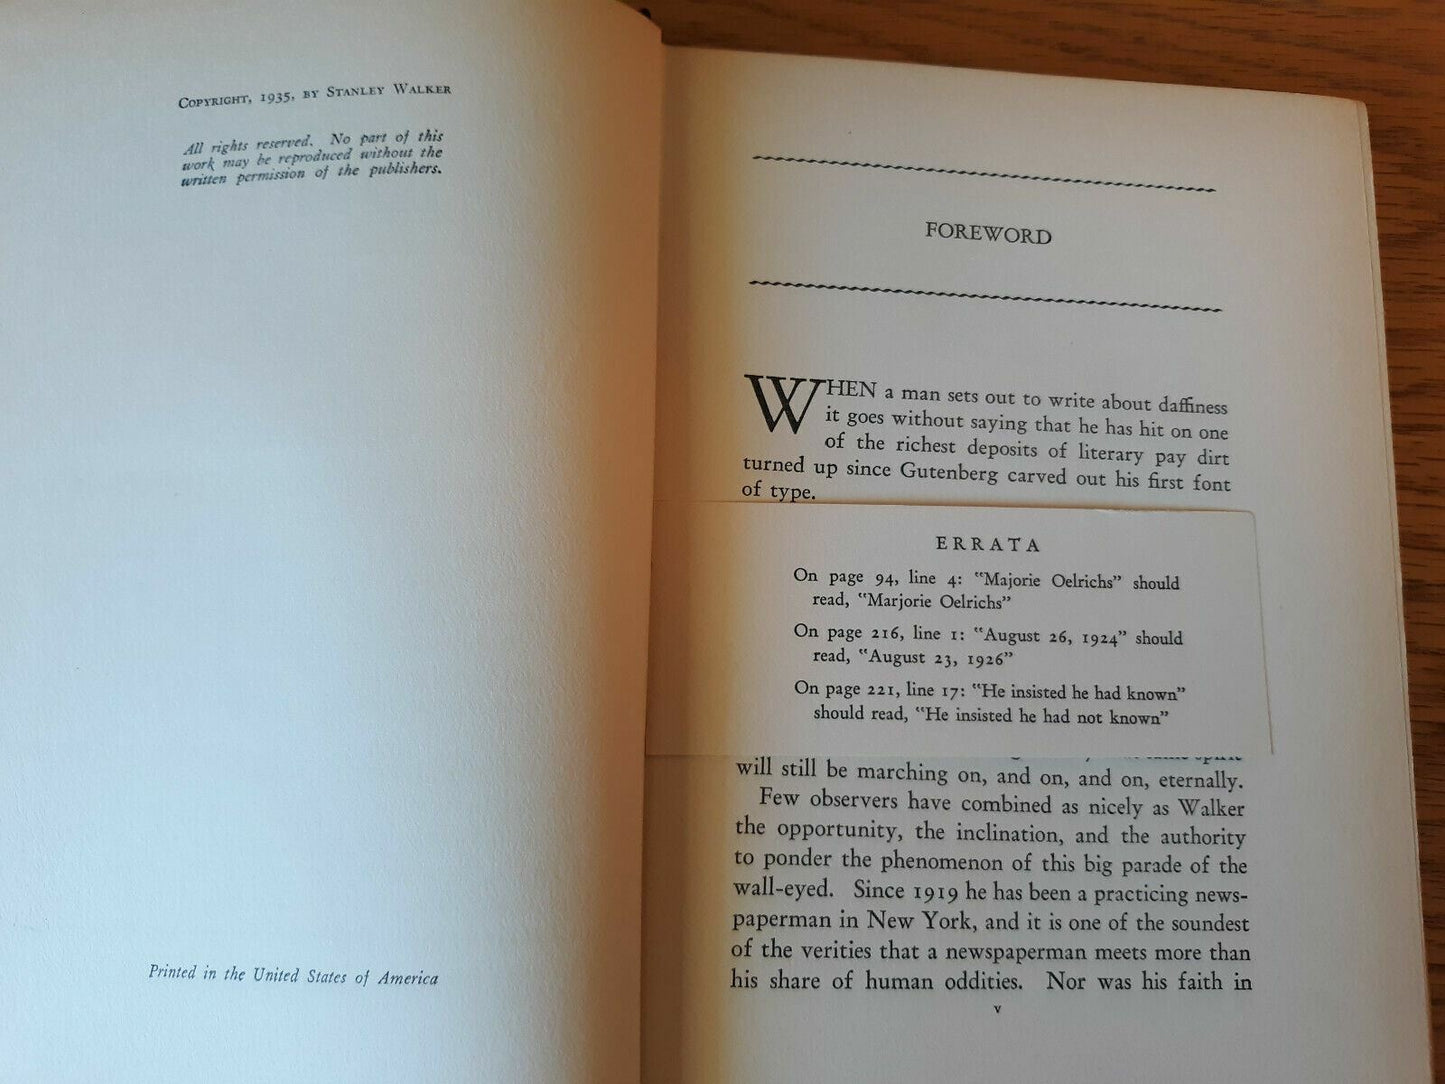 COPYRIGHT, 1935, BY STANLEY WALKER
All rights reserved. No part of this
work may be reproduced without the
written permission of the publishers.
Printed in the United States of America
FOREWORD
WHEN a man sets out to write about daffiness
it goes without saying that he has hit on one
of the richest deposits of literary pay dirt
turned up since Gutenberg carved out his first font
of type.
ERRATA
On page 94, line 4: "Majorie Oelrichs" should
read, "Marjorie Oelrichs"
On page 216, line 1: "August 26, 1924" should
read, "August 23, 1926"
On page 221, line 17: "He insisted he had known"
should read, "He insisted he had not known"
will still be marching on, and on, and on, eternally.
Few observers have combined as nicely as Walker
the opportunity, the inclination, and the authority
to ponder the phenomenon of this big parade of the
wall-eyed. Since 1919 he has been a practicing news-
paperman in New York, and it is one of the soundest
of the verities that a newspaperman meets more than
his share of human oddities. Nor was his faith in
v